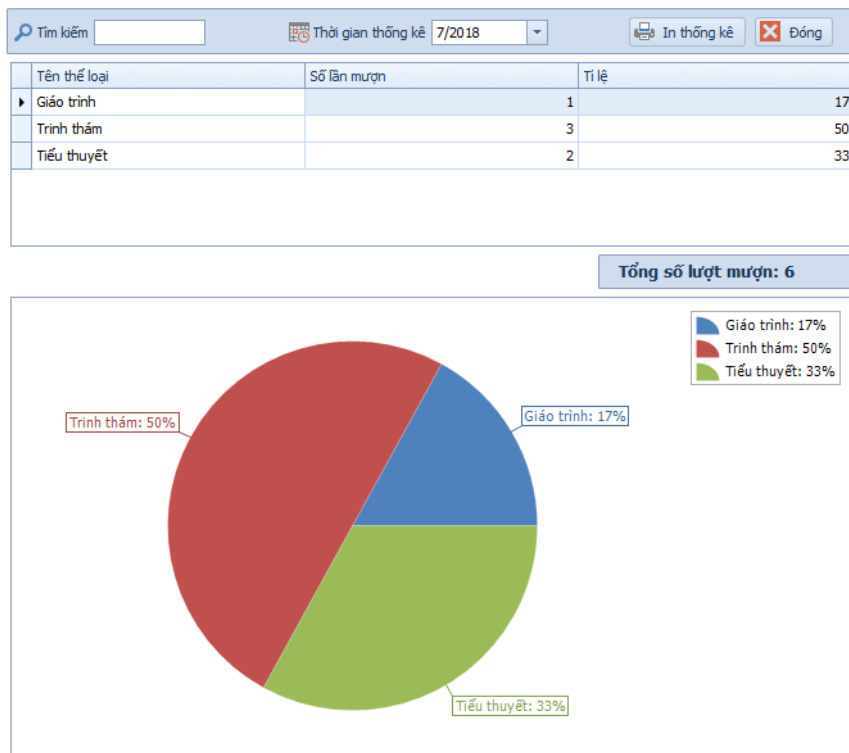 Tìm kiếm Thời gian thống kê 7/2018 In thống kê Đóng
Tên thể loại Số lần mượn Tỉ lệ
Giáo trình 1 17
Trinh thám 3 50
Tiểu thuyết 2 33
Tổng số lượt mượn: 6
Giáo trình: 17%
Trinh thám: 50%
Tiểu thuyết: 33%
Giáo trình: 17%
Trinh thám: 50%
Tiểu thuyết: 33%